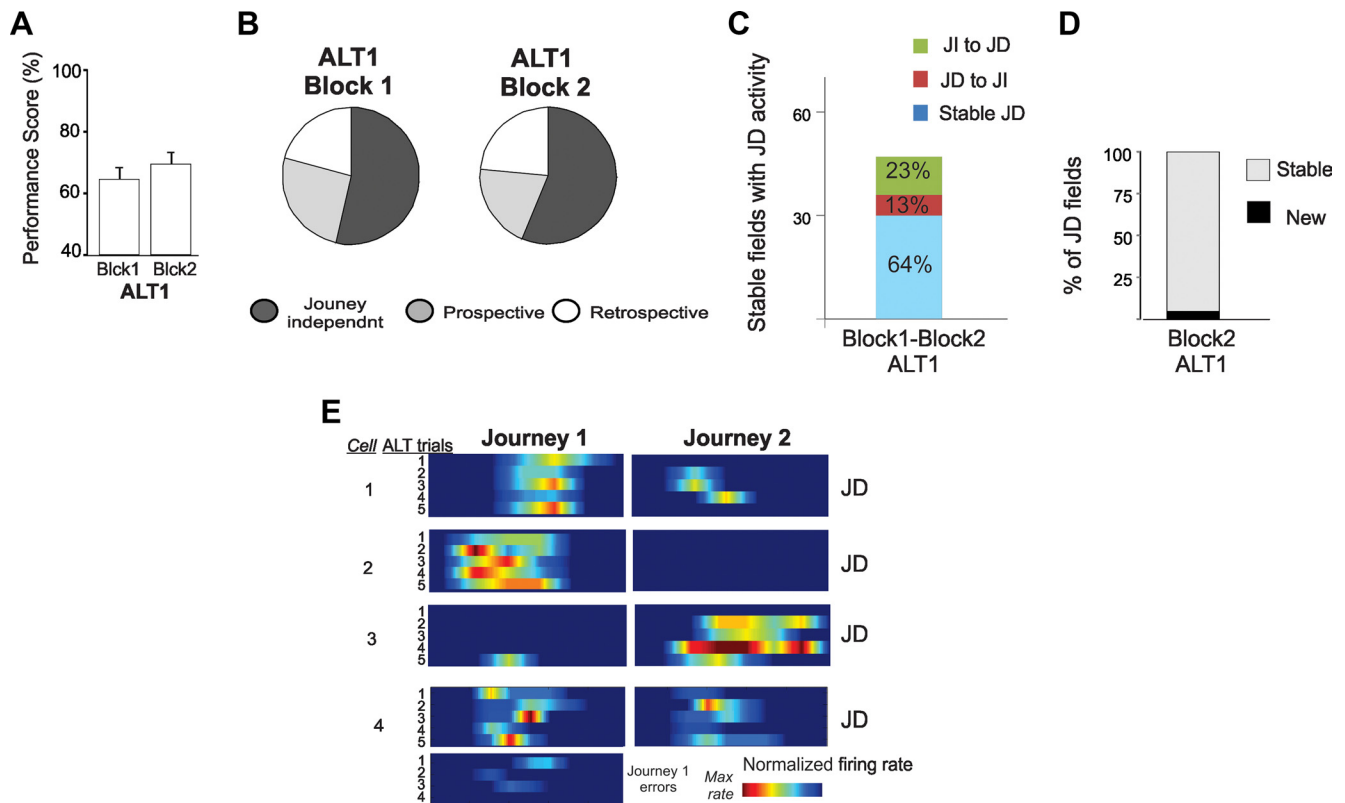 A
Performance Score (%)
100
80
60
40
Blck1 Blck2
ALT1
B
ALT1
Block 1
ALT1
Block 2
Jouney
independnt
Prospective
Retrospective
C
JI to JD
JD to JI
Stable JD
Stable fields with JD activity
60
30
23%
13%
64%
Block1-Block2
ALT1
D
% of JD fields
100
75
50
25
Stable
New
Block2
ALT1
E
Cell ALT trials
Journey 1
Journey 2
1
1
2
3
4
5
JD
2
1
2
3
4
5
JD
3
1
2
3
4
5
JD
4
1
2
3
4
5
JD
1
2
3
4
Journey 1
errors
Normalized firing rate
Max
rate